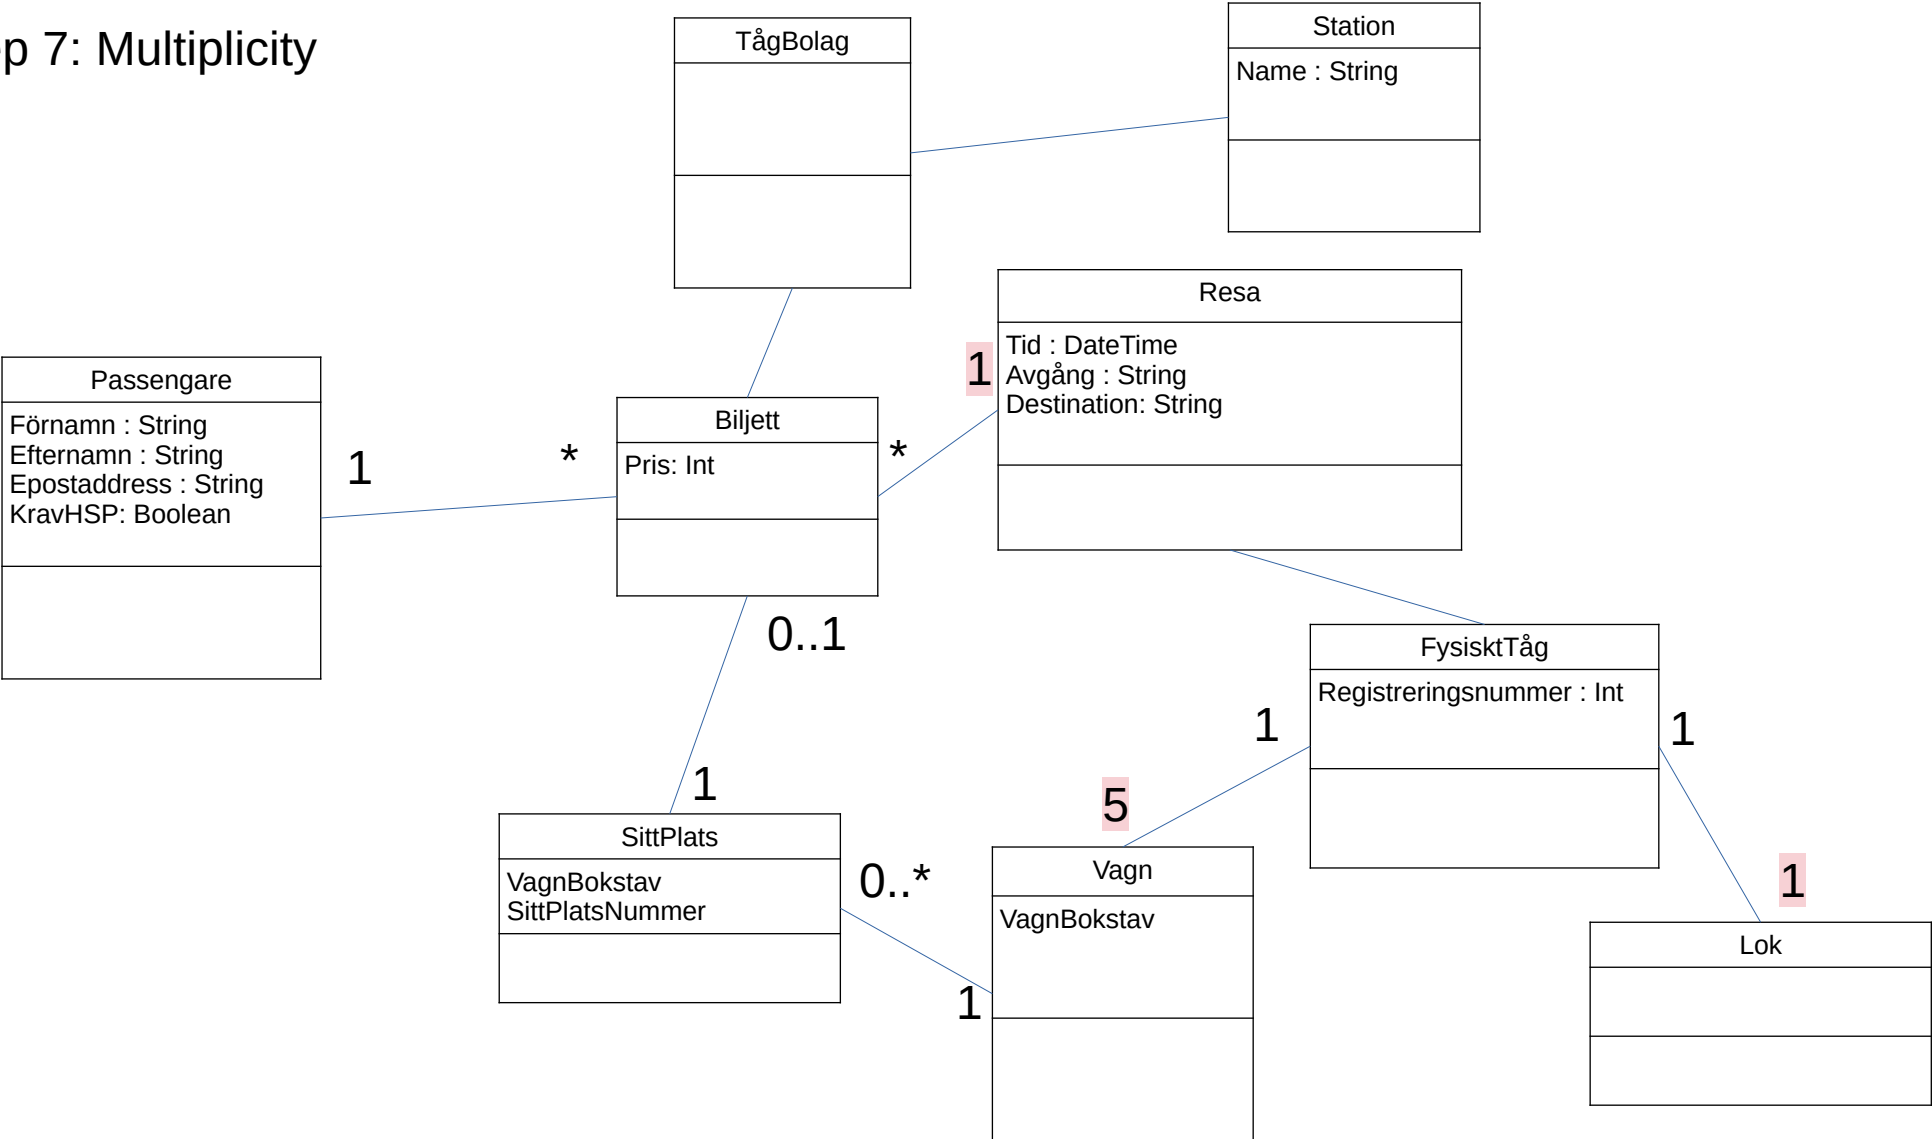 p 7: Multiplicity
TågBolag
Station
Name : String
Resa
Tid : DateTime
Avgång : String
Destination: String
1
Passengare
Förnamn : String
Efternamn : String
Epostaddress : String
KravHSP: Boolean
1
*
Biljett
Pris: Int
*
0..1
FysisktTåg
Registreringsnummer : Int
1
1
1
5
SittPlats
VagnBokstav
SittPlatsNummer
0..*
1
Vagn
VagnBokstav
1
Lok